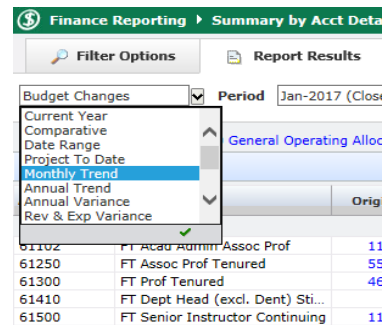 Finance Reporting Summary by Acct Deta
Filter Options Report Results
Budget Changes Period Jan-2017 (Close
Current Year
Comparative
Date Range General Operating Alloc
Project To Date
Monthly Trend
Annual Trend
Annual Variance Orig
Rev & Exp Variance
61102 FT Acad Admin Assoc Prof 11
61250 FT Assoc Prof Tenured 55
61300 FT Prof Tenured 46
61410 FT Dept Head (excl. Dent) Sti...
61500 FT Senior Instructor Continuing 11